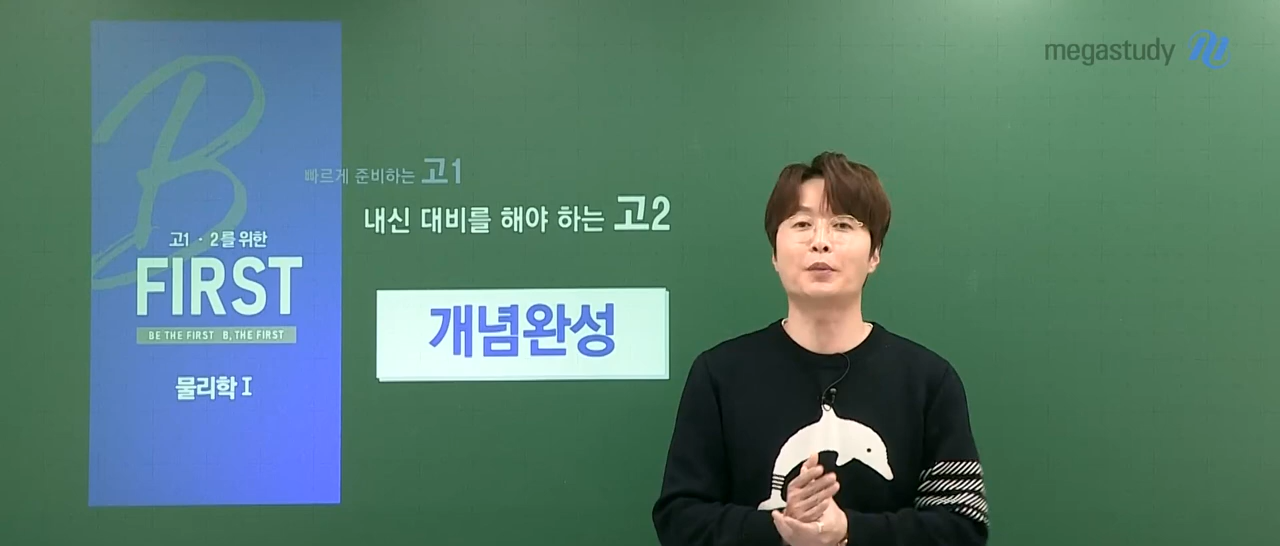 megastudy
빠르게 준비하는 고1
내신 대비를 해야 하는 고2
고1 · 2를 위한
FIRST
BE THE FIRST B, THE FIRST
물리학 I
개념완성